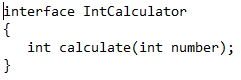 interface IntCalculator
{
    int calculate(int number);
}